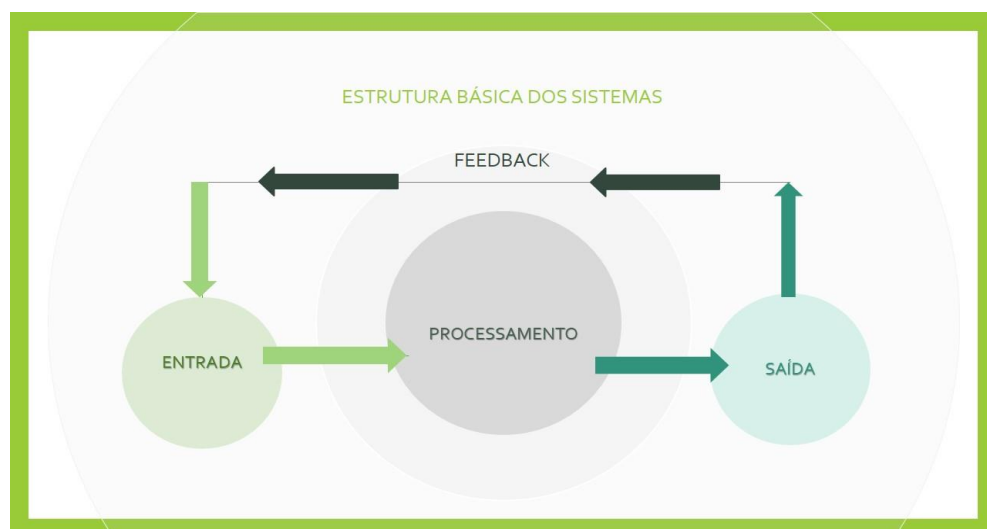 ESTRUTURA BÁSICA DOS SISTEMAS
FEEDBACK
ENTRADA
PROCESSAMENTO
SAÍDA